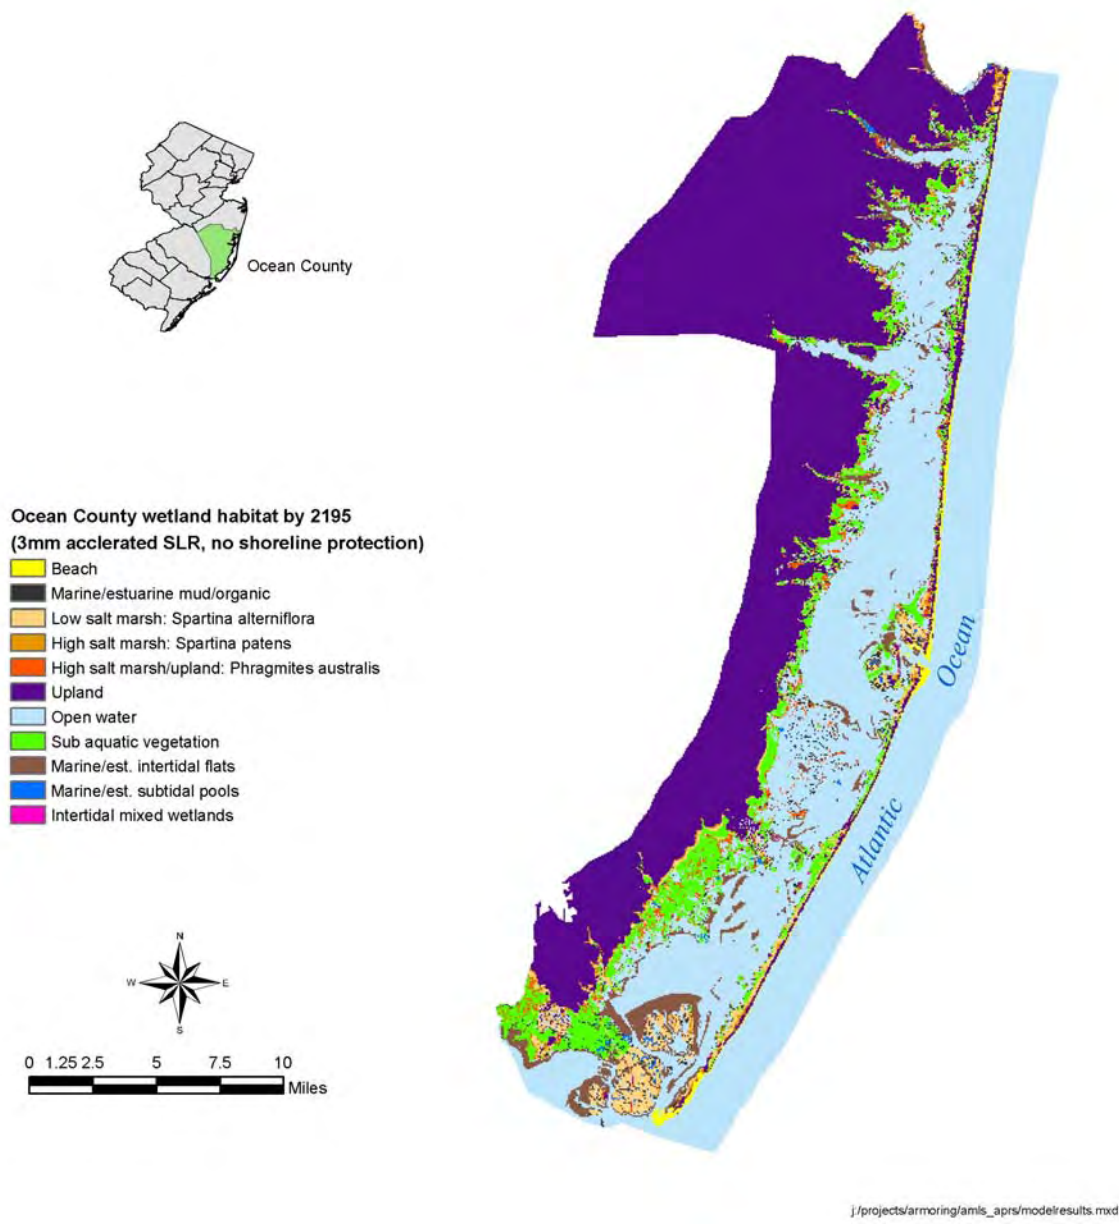 Ocean County
Ocean County wetland habitat by 2195
(3mm acclerated SLR, no shoreline protection)
Beach
Marine/estuarine mud/organic
Low salt marsh: Spartina alterniflora
High salt marsh: Spartina patens
High salt marsh/upland: Phragmites australis
Upland
Open water
Sub aquatic vegetation
Marine/est. intertidal flats
Marine/est. subtidal pools
Intertidal mixed wetlands
Atlantic
Ocean
N
W
E
S
0 1.25 2.5 5 7.5 10
Miles
j:/projects/armoring/amls_aprs/modelresults.mxd